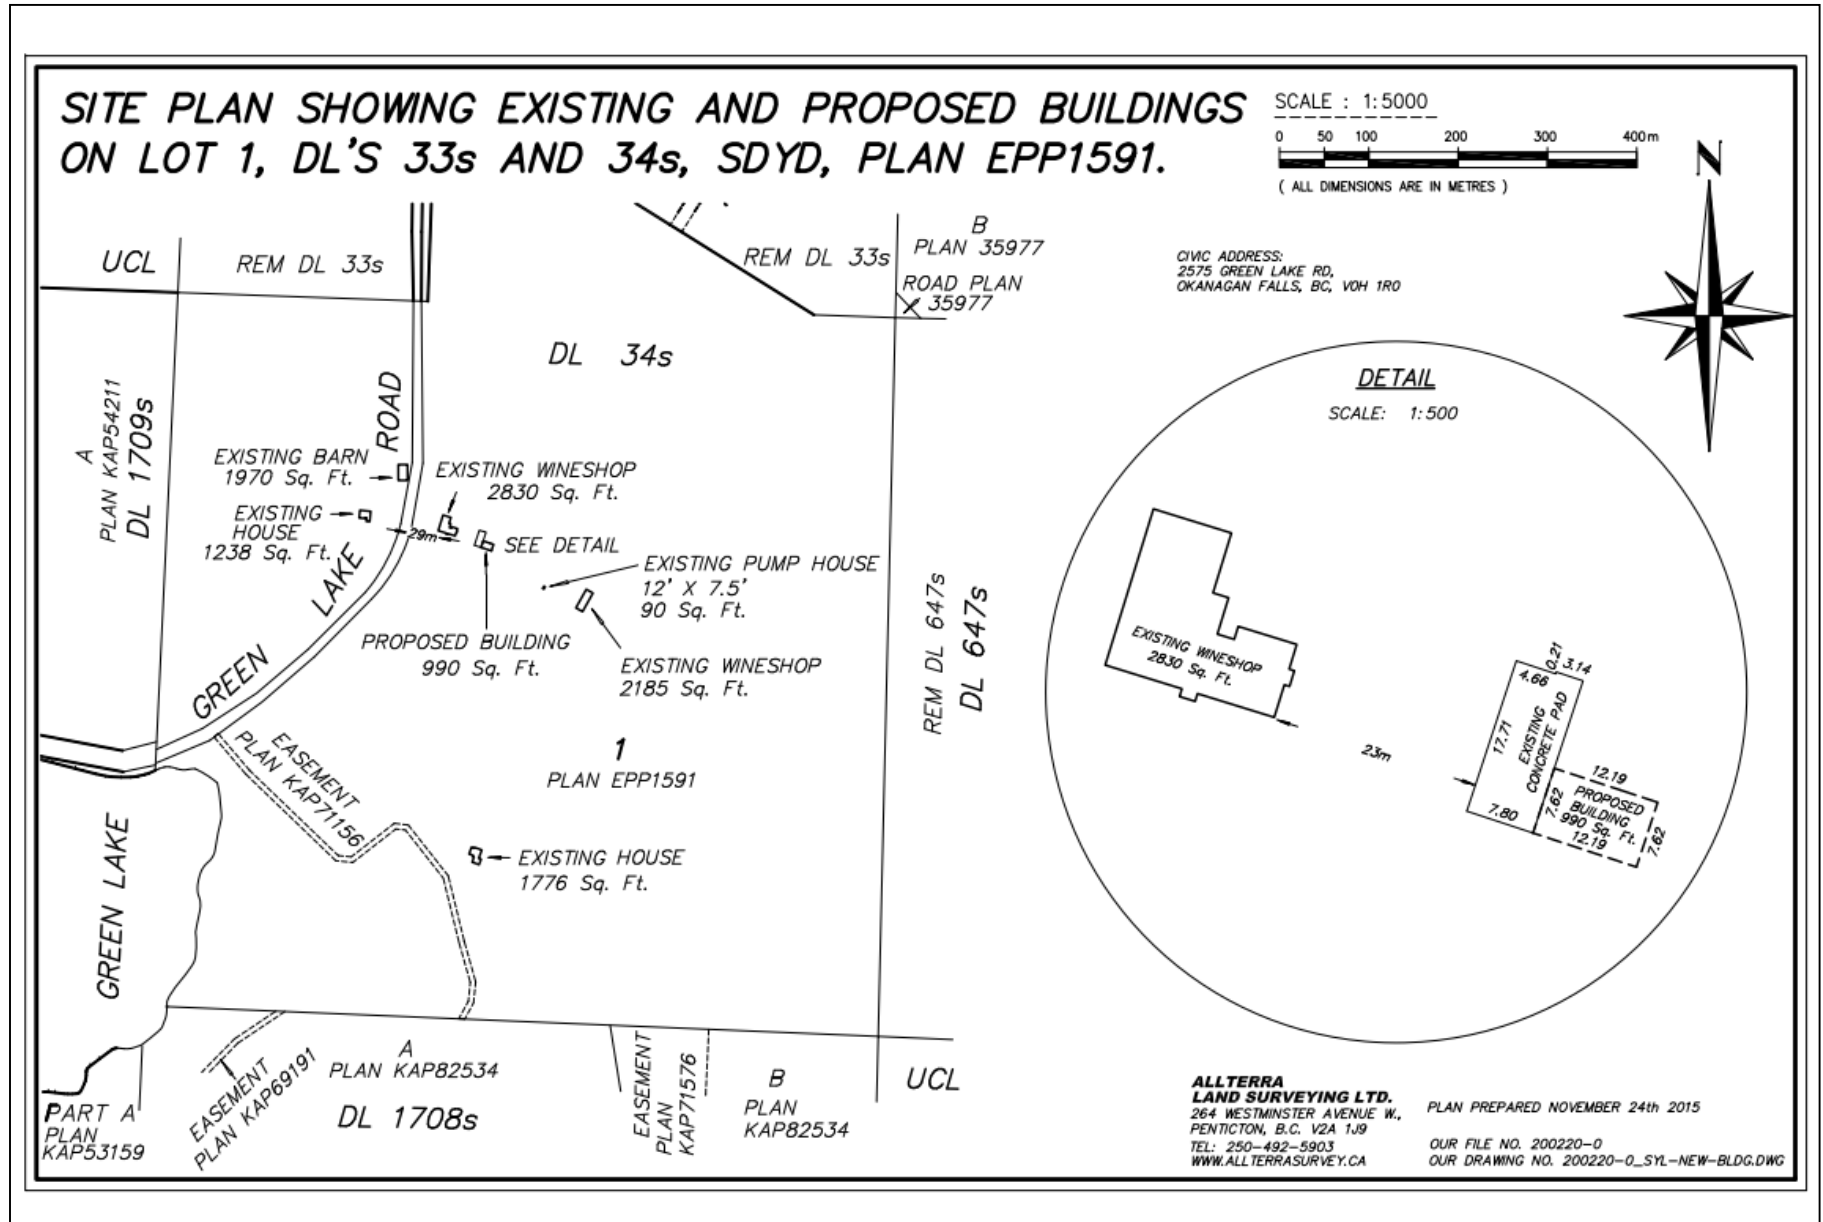 SITE PLAN SHOWING EXISTING AND PROPOSED BUILDINGS
ON LOT 1, DL'S 33s AND 34s, SDYD, PLAN EPP1591.
SCALE : 1:5000
0 50 100 200 300 400m
( ALL DIMENSIONS ARE IN METRES )
N
CIVIC ADDRESS:
2575 GREEN LAKE RD,
OKANAGAN FALLS, BC, V0H 1R0
UCL
REM DL 33s
REM DL 33s
B
PLAN 35977
ROAD PLAN
35977
DL 34s
A
PLAN KAP54211
DL 1709s
GREEN LAKE ROAD
EXISTING BARN
1970 Sq. Ft.
EXISTING WINESHOP
2830 Sq. Ft.
EXISTING
HOUSE
1238 Sq. Ft.
29m
SEE DETAIL
EXISTING PUMP HOUSE
12' X 7.5'
90 Sq. Ft.
PROPOSED BUILDING
990 Sq. Ft.
EXISTING WINESHOP
2185 Sq. Ft.
REM DL 647s
DL 647s
1
PLAN EPP1591
EASEMENT
PLAN KAP71156
EXISTING HOUSE
1776 Sq. Ft.
GREEN LAKE
PART A
PLAN
KAP53159
EASEMENT
PLAN KAP69191
A
PLAN KAP82534
DL 1708s
EASEMENT
PLAN
KAP71576
B
PLAN
KAP82534
UCL
DETAIL
SCALE: 1:500
EXISTING WINESHOP
2830 Sq. Ft.
23m
4.66
0.21
3.14
17.71
EXISTING
CONCRETE PAD
7.80
7.62
12.19
PROPOSED
BUILDING
990 Sq. Ft.
12.19
7.62
ALLTERRA
LAND SURVEYING LTD.
264 WESTMINSTER AVENUE W.,
PENTICTON, B.C. V2A 1J9
TEL: 250-492-5903
WWW.ALLTERRASURVEY.CA
PLAN PREPARED NOVEMBER 24th 2015
OUR FILE NO. 200220-0
OUR DRAWING NO. 200220-0_SYL-NEW-BLDG.DWG